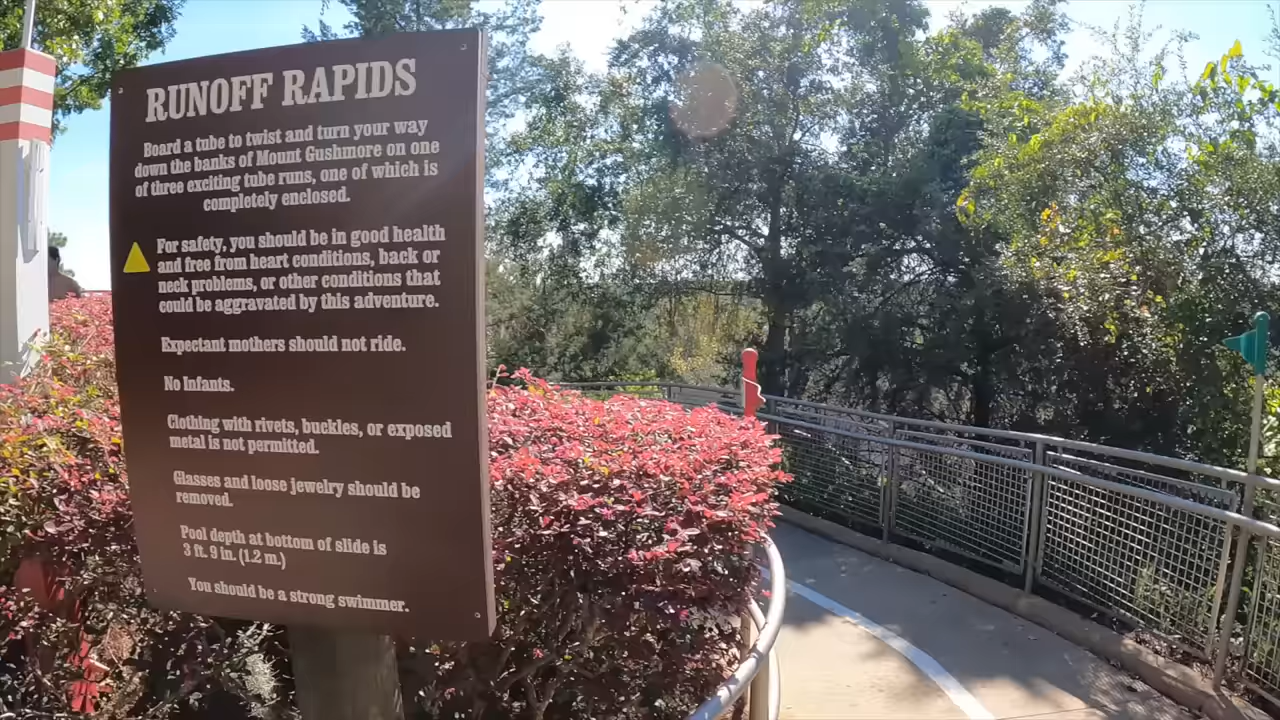 RUNOFF RAPIDS
Board a tube to twist and turn your way
down the banks of Mount Gushmore on one
of three exciting tube runs, one of which is
completely enclosed.
For safety, you should be in good health
and free from heart conditions, back or
neck problems, or other conditions that
could be aggravated by this adventure.
Expectant mothers should not ride.
No Infants.
Clothing with rivets, buckles, or exposed
metal is not permitted.
Glasses and loose jewelry should be
removed.
Pool depth at bottom of slide is
3 ft. 9 in. (1.2 m.)
You should be a strong swimmer.